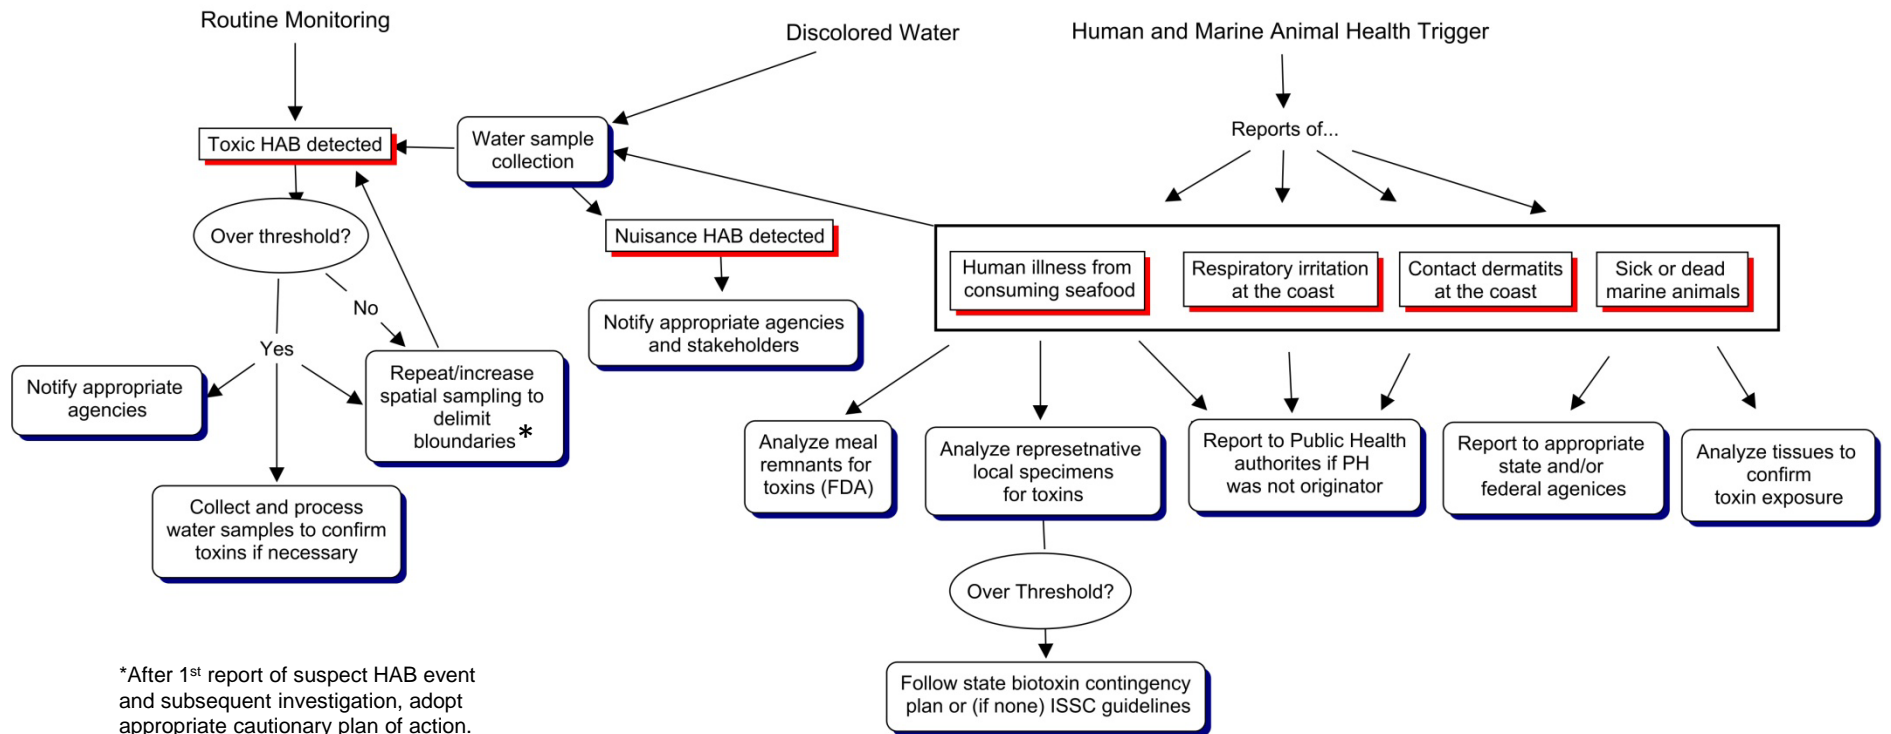 Routine Monitoring
Discolored Water
Human and Marine Animal Health Trigger
Toxic HAB detected
Water sample
collection
Reports of...
Over threshold?
Nuisance HAB detected
Human illness from
consuming seafood
Respiratory irritation
at the coast
Contact dermatits
at the coast
Sick or dead
marine animals
No
Yes
Notify appropriate agencies
and stakeholders
Notify appropriate
agencies
Repeat/increase
spatial sampling to
delimit
bloundaries*
Analyze meal
remnants for
toxins (FDA)
Analyze represetnative
local specimens
for toxins
Report to Public Health
authorites if PH
was not originator
Report to appropriate
state and/or
federal agenices
Analyze tissues to
confirm
toxin exposure
Collect and process
water samples to confirm
toxins if necessary
Over Threshold?
Follow state biotoxin contingency
plan or (if none) ISSC guidelines
*After 1st report of suspect HAB event
and subsequent investigation, adopt
appropriate cautionary plan of action.